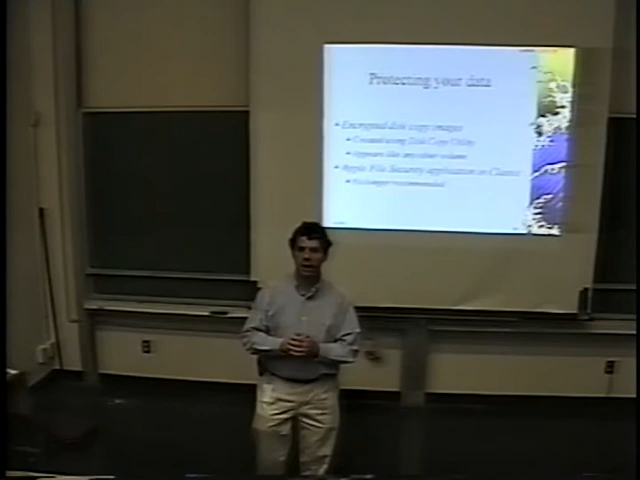 Protecting your data
• Encrypted disk copy images
• Created using Disk Copy Utility
• Appears like any other volume
• Apple File Security application in Classic
• No longer recommended